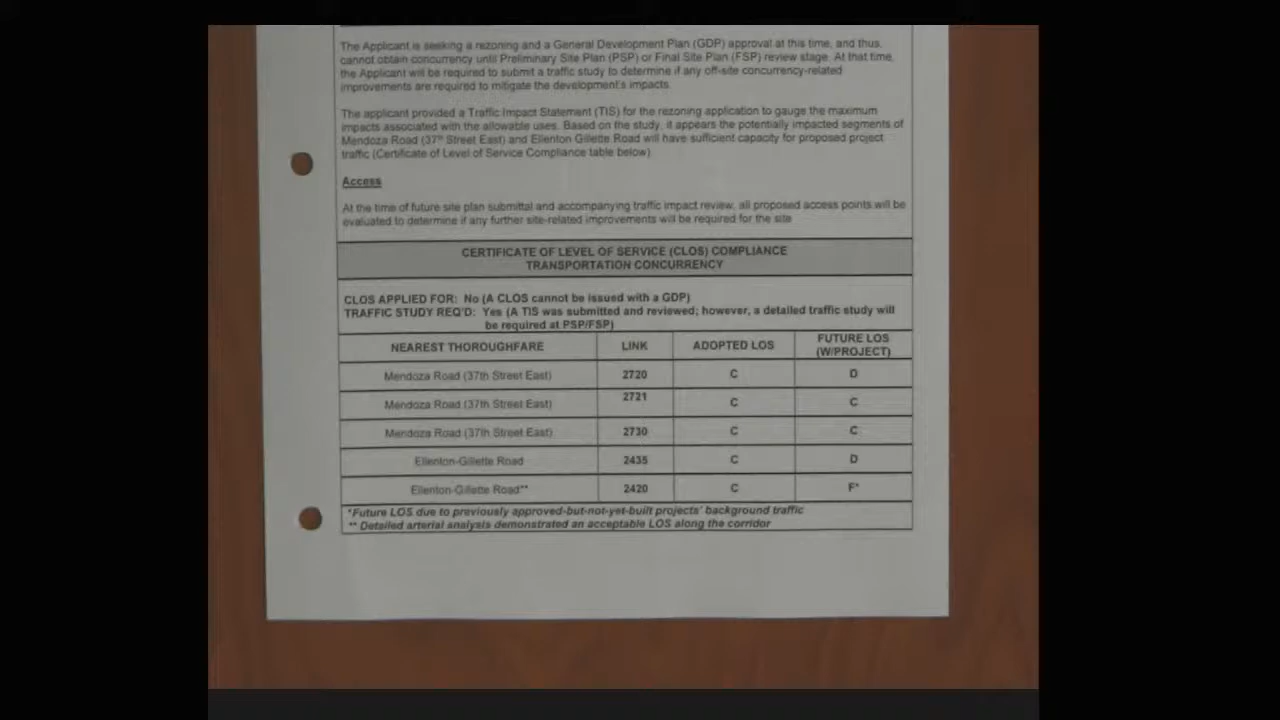 The Applicant is seeking a rezoning and a General Development Plan (GDP) approval at this time, and thus,
cannot obtain concurrency until Preliminary Site Plan (PSP) or Final Site Plan (FSP) review stage. At that time,
the Applicant will be required to submit a traffic study to determine if any off-site concurrency-related
improvements are required to mitigate the development's impacts.
The applicant provided a Traffic Impact Statement (TIS) for the rezoning application to gauge the maximum
impacts associated with the allowable uses. Based on the study, it appears the potentially impacted segments of
Mendoza Road (37th Street East) and Ellenton Gillette Road will have sufficient capacity for proposed project
traffic (Certificate of Level of Service Compliance table below)
Access
At the time of future site plan submittal and accompanying traffic impact review, all proposed access points will be
evaluated to determine if any further site-related improvements will be required for the site
CERTIFICATE OF LEVEL OF SERVICE (CLOS) COMPLIANCE
TRANSPORTATION CONCURRENCY
CLOS APPLIED FOR: No (A CLOS cannot be issued with a GDP)
TRAFFIC STUDY REQ'D: Yes (A TIS was submitted and reviewed; however, a detailed traffic study will
be required at PSP/FSP)
NEAREST THOROUGHFARE LINK ADOPTED LOS FUTURE LOS
(W/PROJECT)
Mendoza Road (37th Street East) 2720 C D
Mendoza Road (37th Street East) 2721 C C
Mendoza Road (37th Street East) 2730 C C
Ellenton-Gillette Road 2435 C D
Ellenton-Gillette Road** 2420 C F*
*Future LOS due to previously approved-but-not-yet-built projects' background traffic
** Detailed arterial analysis demonstrated an acceptable LOS along the corridor